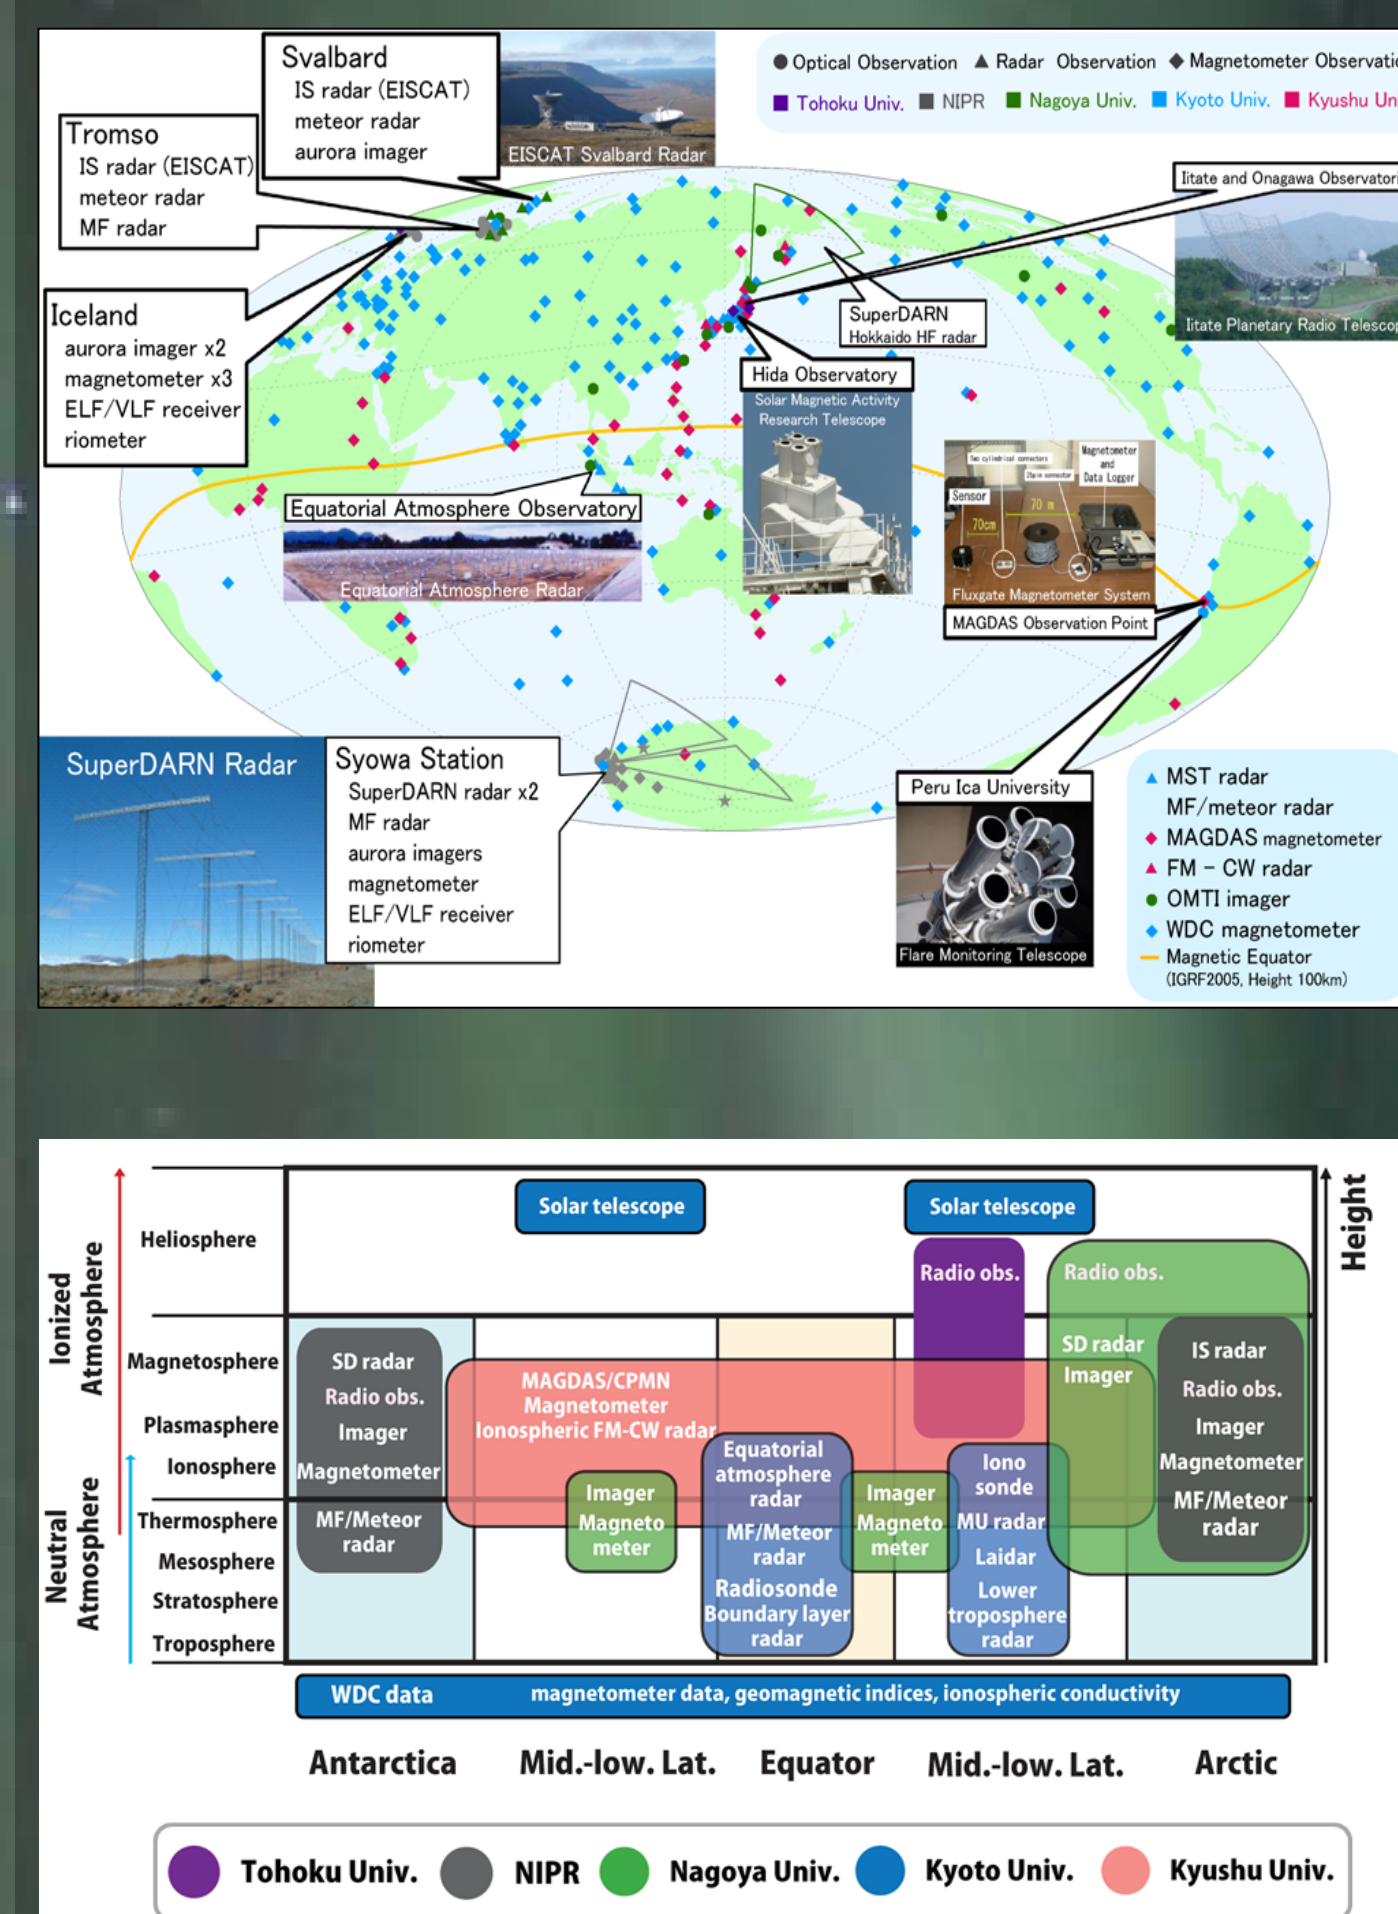 Svalbard
IS radar (EISCAT)
meteor radar
aurora imager
EISCAT Svalbard Radar
Tromso
IS radar (EISCAT)
meteor radar
MF radar
Iceland
aurora imager x2
magnetometer x3
ELF/VLF receiver
riometer
Optical Observation Radar Observation Magnetometer Observatio
Tohoku Univ. NIPR Nagoya Univ. Kyoto Univ. Kyushu Un
Iitate and Onagawa Observatori
Iitate Planetary Radio Telescop
SuperDARN
Hokkaido HF radar
Hida Observatory
Solar Magnetic Activity
Research Telescope
Equatorial Atmosphere Observatory
Equatorial Atmosphere Radar
Two cylindrical connectors
26pin connector
Magnetometer
and
Data Logger
Sensor
70 m
70cm
Fluxgate Magnetometer System
MAGDAS Observation Point
SuperDARN Radar
Syowa Station
SuperDARN radar x2
MF radar
aurora imagers
magnetometer
ELF/VLF receiver
riometer
Peru Ica University
Flare Monitoring Telescope
MST radar
MF/meteor radar
MAGDAS magnetometer
FM - CW radar
OMTI imager
WDC magnetometer
Magnetic Equator
(IGRF2005, Height 100km)
Ionized
Atmosphere
Neutral
Atmosphere
Height
Heliosphere
Magnetosphere
Plasmasphere
Ionosphere
Thermosphere
Mesosphere
Stratosphere
Troposphere
Solar telescope
Solar telescope
Radio obs.
Radio obs.
SD radar
Imager
SD radar
Radio obs.
Imager
Magnetometer
MF/Meteor
radar
MAGDAS/CPMN
Magnetometer
Ionospheric FM-CW radar
Imager
Magneto
meter
Equatorial
atmosphere
radar
MF/Meteor
radar
Radiosonde
Boundary layer
radar
Imager
Magneto
meter
Iono
sonde
MU radar
Laidar
Lower
troposphere
radar
IS radar
Radio obs.
Imager
Magnetometer
MF/Meteor
radar
WDC data magnetometer data, geomagnetic indices, ionospheric conductivity
Antarctica Mid.-low. Lat. Equator Mid.-low. Lat. Arctic
Tohoku Univ. NIPR Nagoya Univ. Kyoto Univ. Kyushu Univ.